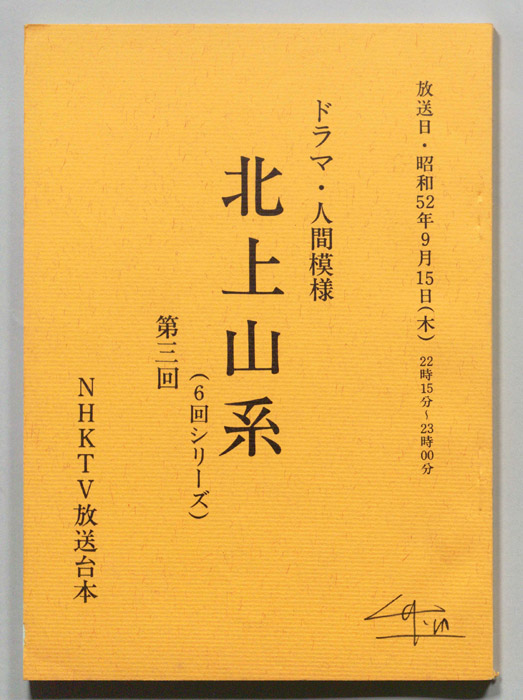 放送日・昭和52年9月15日(木) 22時15分~23時00分
ドラマ・人間模様
北上山系
(6回シリーズ)
第三回
NHKTV放送台本